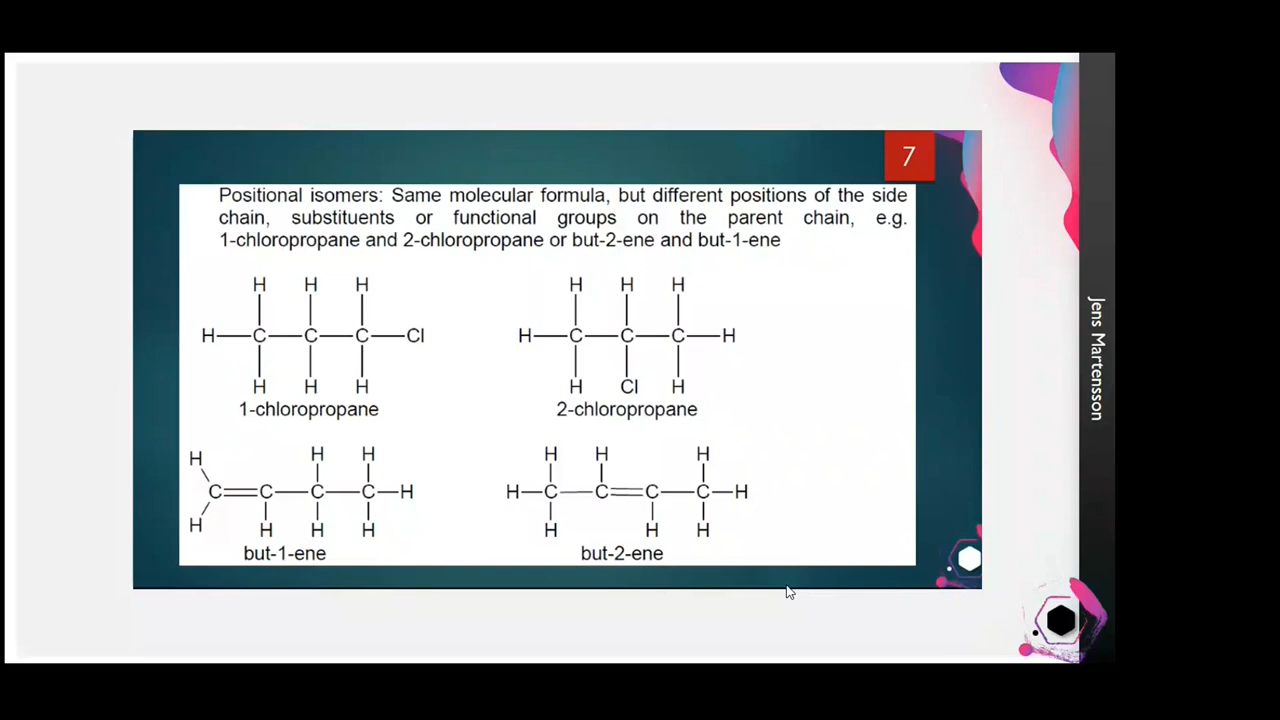 7
Positional isomers: Same molecular formula, but different positions of the side
chain, substituents or functional groups on the parent chain, e.g.
1-chloropropane and 2-chloropropane or but-2-ene and but-1-ene
H H H H H H
H C C C Cl H C C C H
H H H H Cl H
1-chloropropane 2-chloropropane
H H H H H H
C C C C H H C C C C H
H H H H H H H
but-1-ene but-2-ene
Jens Martensson